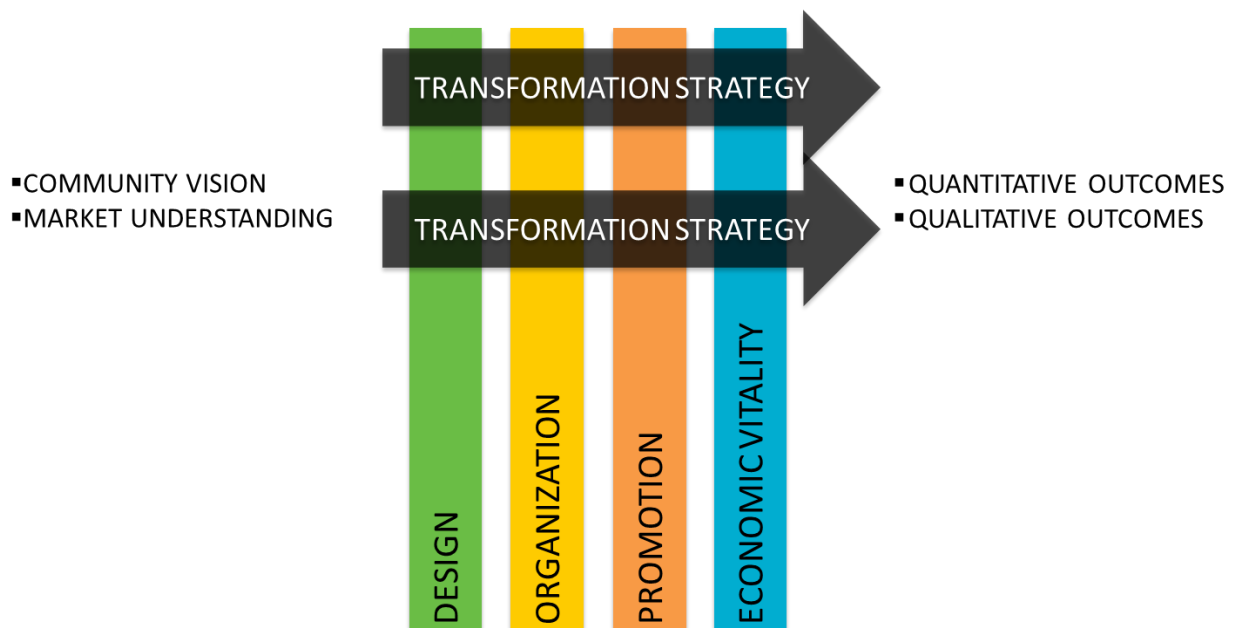 TRANSFORMATION STRATEGY
▪COMMUNITY VISION
▪MARKET UNDERSTANDING
TRANSFORMATION STRATEGY
▪QUANTITATIVE OUTCOMES
▪QUALITATIVE OUTCOMES
DESIGN
ORGANIZATION
PROMOTION
ECONOMIC VITALITY